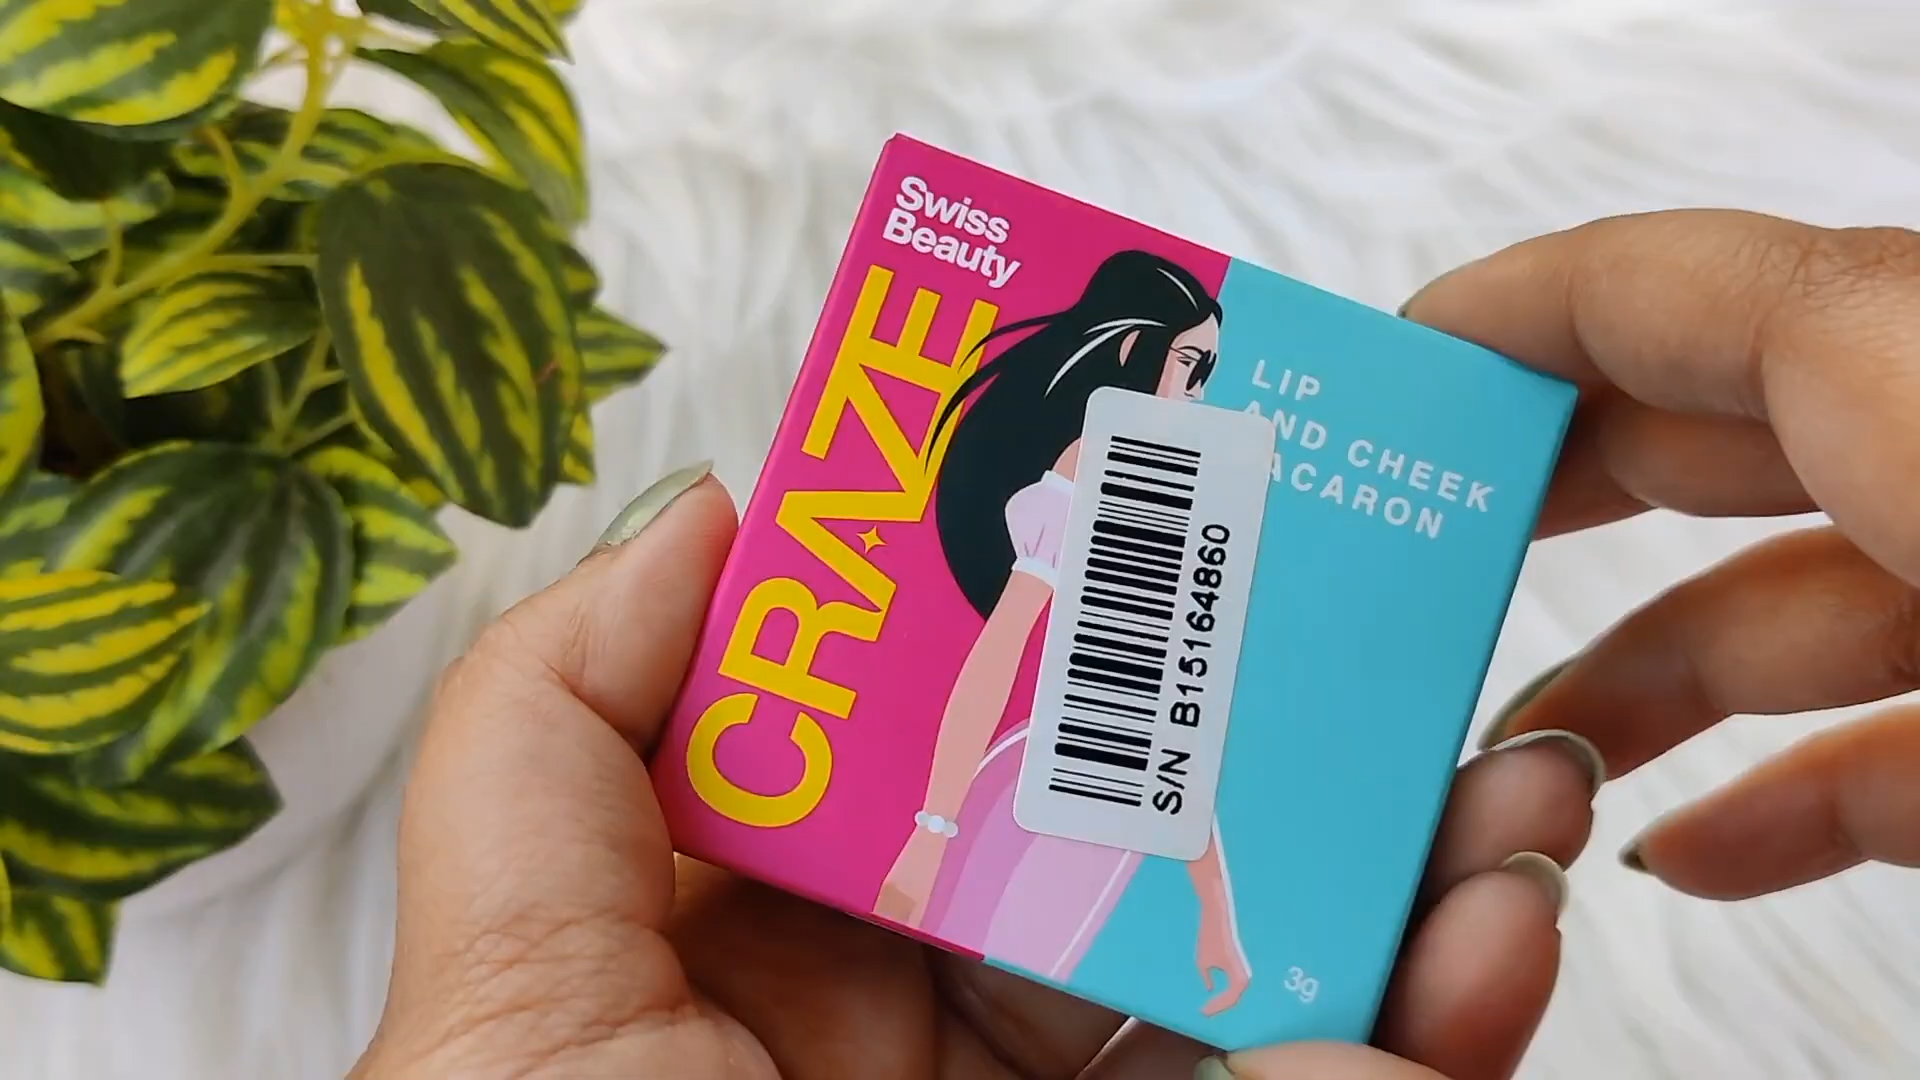 Swiss
Beauty
CRAZE
LIP
AND CHEEK
ACARON
S/N B15164860
3g